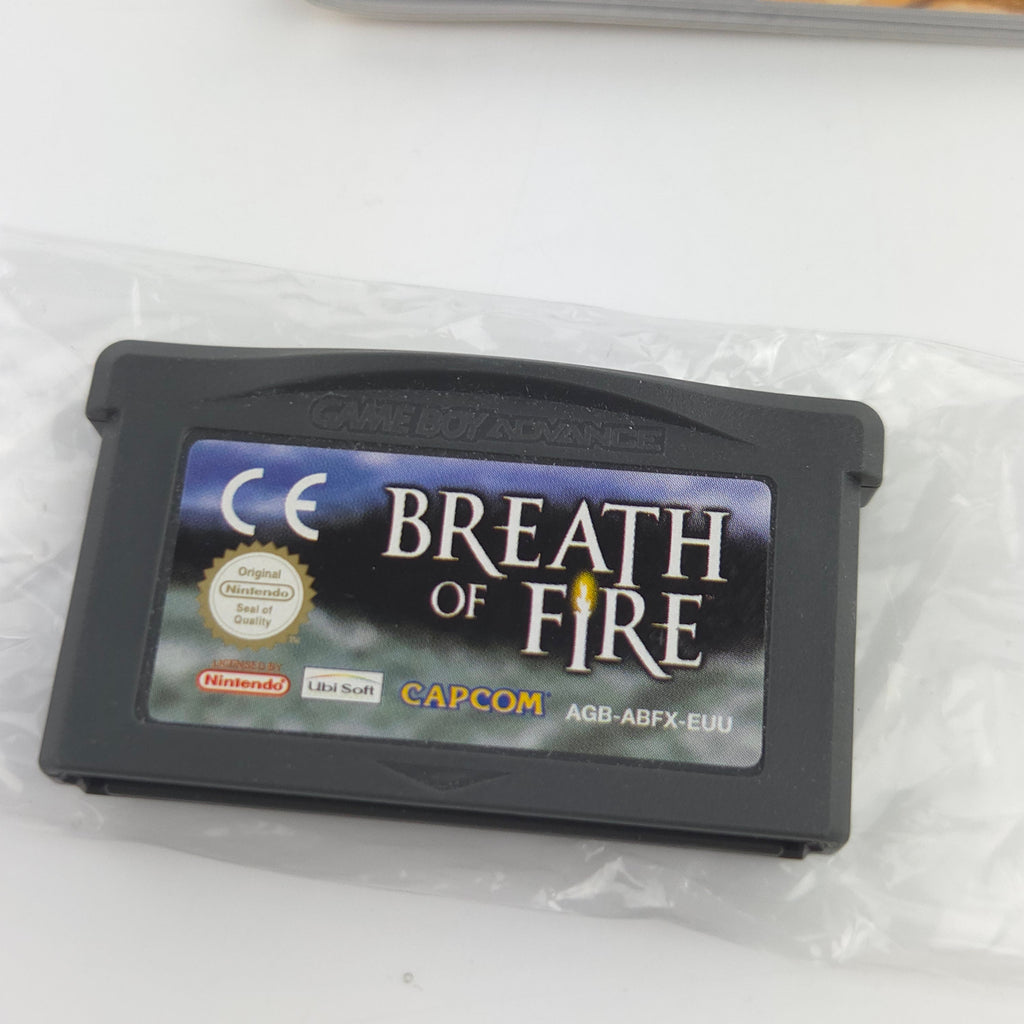 GAME BOY ADVANCE
CE
BREATH
OF FIRE
Original
Nintendo
Seal of
Quality
LICENSED BY
Nintendo
Ubi Soft
CAPCOM
AGB-ABFX-EUU